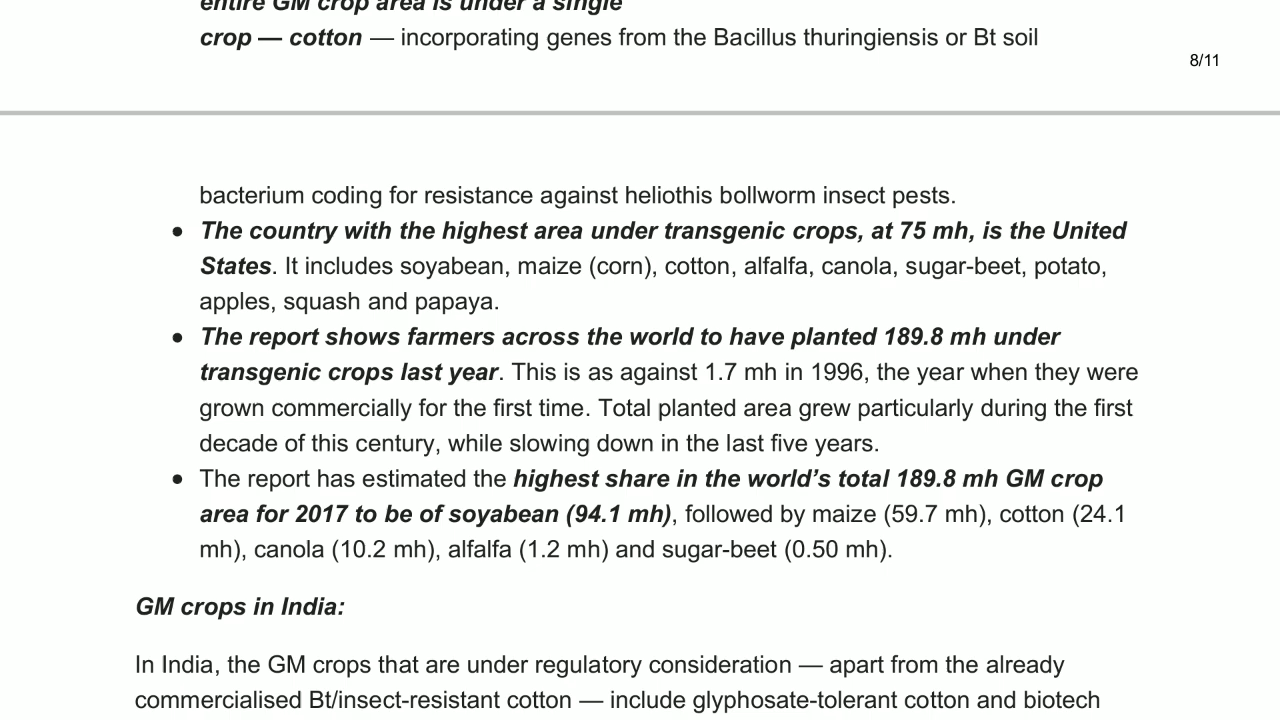 entire GM crop area is under a single
crop — cotton — incorporating genes from the Bacillus thuringiensis or Bt soil
8/11
bacterium coding for resistance against heliothis bollworm insect pests.
● The country with the highest area under transgenic crops, at 75 mh, is the United
States. It includes soyabean, maize (corn), cotton, alfalfa, canola, sugar-beet, potato,
apples, squash and papaya.
● The report shows farmers across the world to have planted 189.8 mh under
transgenic crops last year. This is as against 1.7 mh in 1996, the year when they were
grown commercially for the first time. Total planted area grew particularly during the first
decade of this century, while slowing down in the last five years.
● The report has estimated the highest share in the world’s total 189.8 mh GM crop
area for 2017 to be of soyabean (94.1 mh), followed by maize (59.7 mh), cotton (24.1
mh), canola (10.2 mh), alfalfa (1.2 mh) and sugar-beet (0.50 mh).
GM crops in India:
In India, the GM crops that are under regulatory consideration — apart from the already
commercialised Bt/insect-resistant cotton — include glyphosate-tolerant cotton and biotech